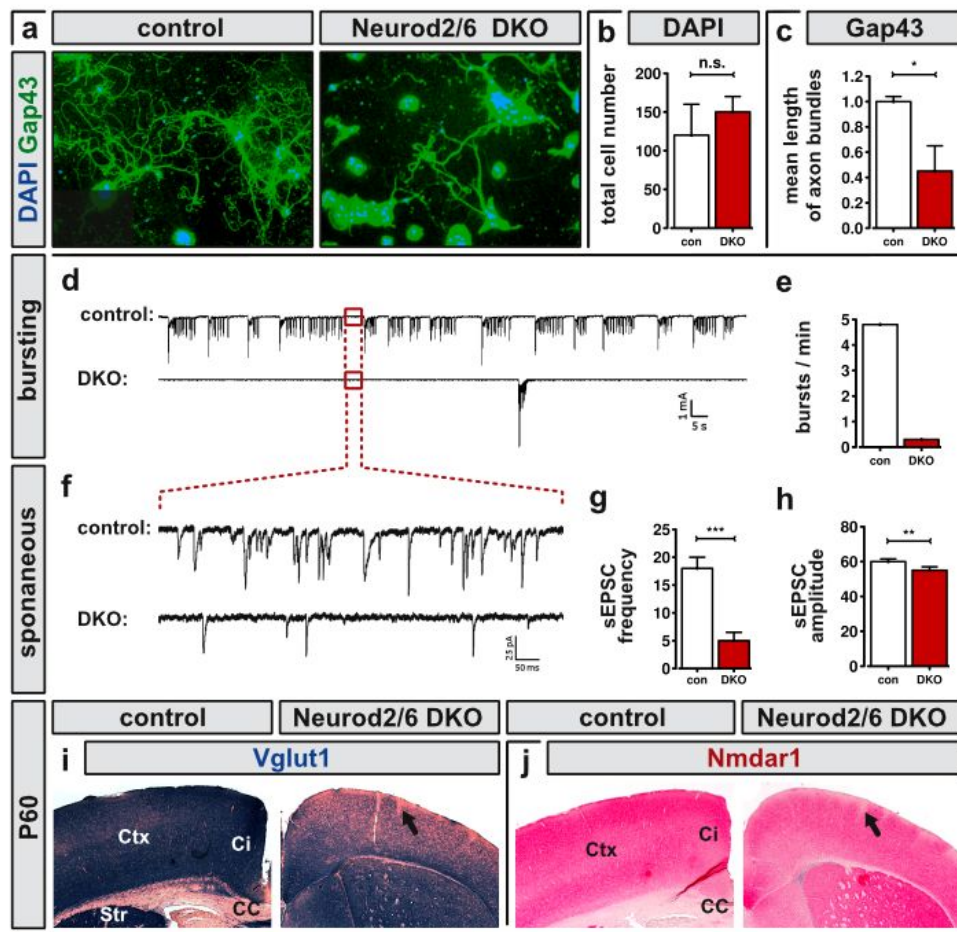 a
control
Neurod2/6 DKO
DAPI Gap43
b
DAPI
n.s.
total cell number
200
150
100
50
0
con
DKO
c
Gap43
*
mean length
of axon bundles
1.2
1.0
0.8
0.6
0.4
0.2
0.0
con
DKO
bursting
d
control:
DKO:
1 mA
5 s
e
bursts / min
5
4
3
2
1
0
con
DKO
sponaneous
f
control:
DKO:
25 pA
50 ms
g
***
sEPSC
frequency
25
20
15
10
5
0
con
DKO
h
**
sEPSC
amplitude
80
60
40
20
0
con
DKO
P60
control
Neurod2/6 DKO
control
Neurod2/6 DKO
i
Vglut1
j
Nmdar1
Ctx
Ci
Str
CC
Ctx
Ci
CC